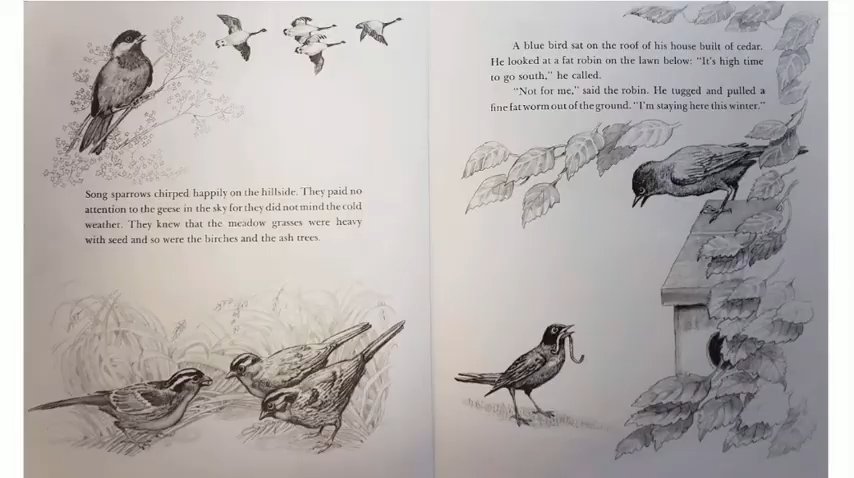 Song sparrows chirped happily on the hillside. They paid no
attention to the geese in the sky for they did not mind the cold
weather. They knew that the meadow grasses were heavy
with seed and so were the birches and the ash trees.
A blue bird sat on the roof of his house built of cedar.
He looked at a fat robin on the lawn below: "It's high time
to go south," he called.
"Not for me," said the robin. He tugged and pulled a
fine fat worm out of the ground. "I'm staying here this winter."